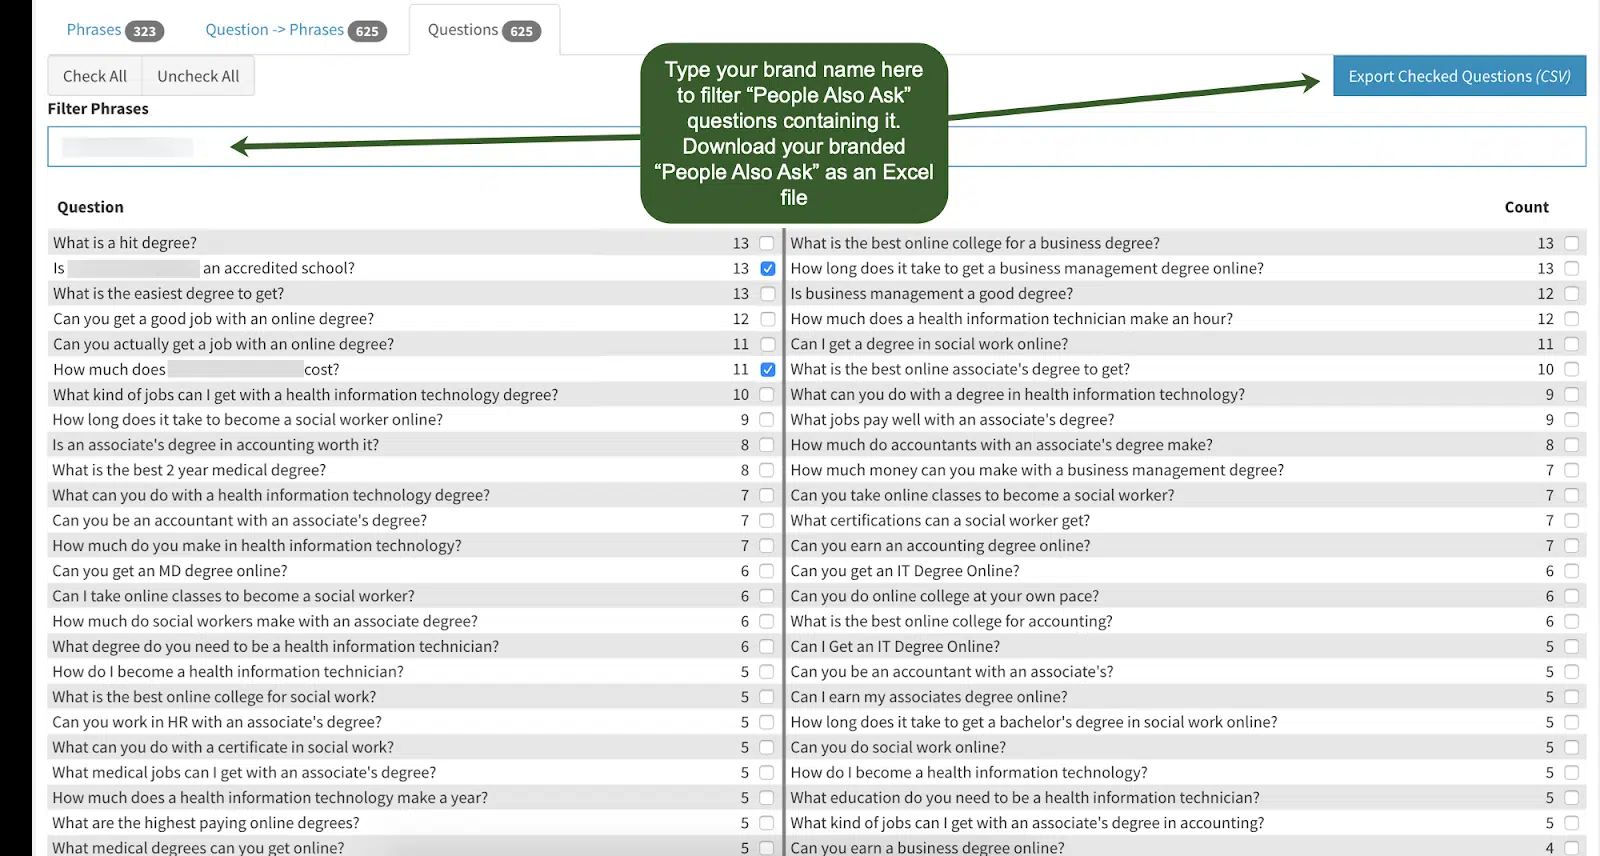 Phrases 323 Question -> Phrases 625 Questions 625
Check All Uncheck All
Export Checked Questions (CSV)
Filter Phrases
Type your brand name here
to filter “People Also Ask”
questions containing it.
Download your branded
“People Also Ask” as an Excel
file
Question Count
What is a hit degree? 13 What is the best online college for a business degree? 13
Is an accredited school? 13 How long does it take to get a business management degree online? 13
What is the easiest degree to get? 13 Is business management a good degree? 12
Can you get a good job with an online degree? 12 How much does a health information technician make an hour? 12
Can you actually get a job with an online degree? 11 Can I get a degree in social work online? 11
How much does cost? 11 What is the best online associate's degree to get? 10
What kind of jobs can I get with a health information technology degree? 10 What can you do with a degree in health information technology? 9
How long does it take to become a social worker online? 9 What jobs pay well with an associate's degree? 9
Is an associate's degree in accounting worth it? 8 How much do accountants with an associate's degree make? 8
What is the best 2 year medical degree? 8 How much money can you make with a business management degree? 7
What can you do with a health information technology degree? 7 Can you take online classes to become a social worker? 7
Can you be an accountant with an associate's degree? 7 What certifications can a social worker get? 7
How much do you make in health information technology? 7 Can you earn an accounting degree online? 7
Can you get an MD degree online? 6 Can you get an IT Degree Online? 6
Can I take online classes to become a social worker? 6 Can you do online college at your own pace? 6
How much do social workers make with an associate degree? 6 What is the best online college for accounting? 6
What degree do you need to be a health information technician? 6 Can I Get an IT Degree Online? 5
How do I become a health information technician? 5 Can you be an accountant with an associate's? 5
What is the best online college for social work? 5 Can I earn my associates degree online? 5
Can you work in HR with an associate's degree? 5 How long does it take to get a bachelor's degree in social work online? 5
What can you do with a certificate in social work? 5 Can you do social work online? 5
What medical jobs can I get with an associate's degree? 5 How do I become a health information technology? 5
How much does a health information technology make a year? 5 What education do you need to be a health information technician? 5
What are the highest paying online degrees? 5 What kind of jobs can I get with an associate's degree in accounting? 5
What medical degrees can you get online? 5 Can you earn a business degree online? 4